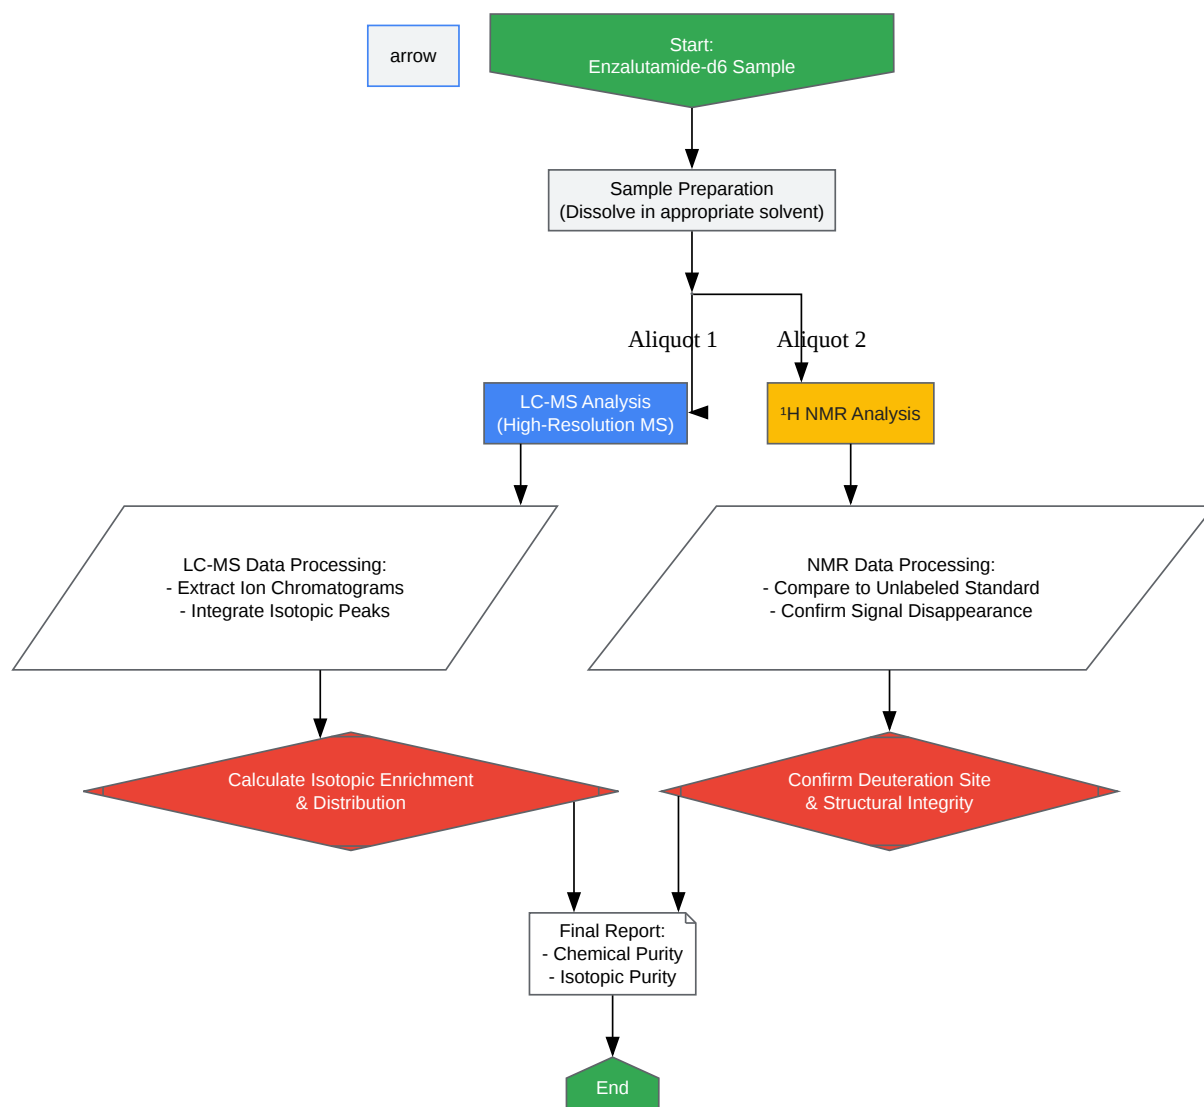 arrow
Start:
Enzalutamide-d6 Sample
Sample Preparation
(Dissolve in appropriate solvent)
Aliquot 1
Aliquot 2
LC-MS Analysis
(High-Resolution MS)
¹H NMR Analysis
LC-MS Data Processing:
- Extract Ion Chromatograms
- Integrate Isotopic Peaks
NMR Data Processing:
- Compare to Unlabeled Standard
- Confirm Signal Disappearance
Calculate Isotopic Enrichment
& Distribution
Confirm Deuteration Site
& Structural Integrity
Final Report:
- Chemical Purity
- Isotopic Purity
End